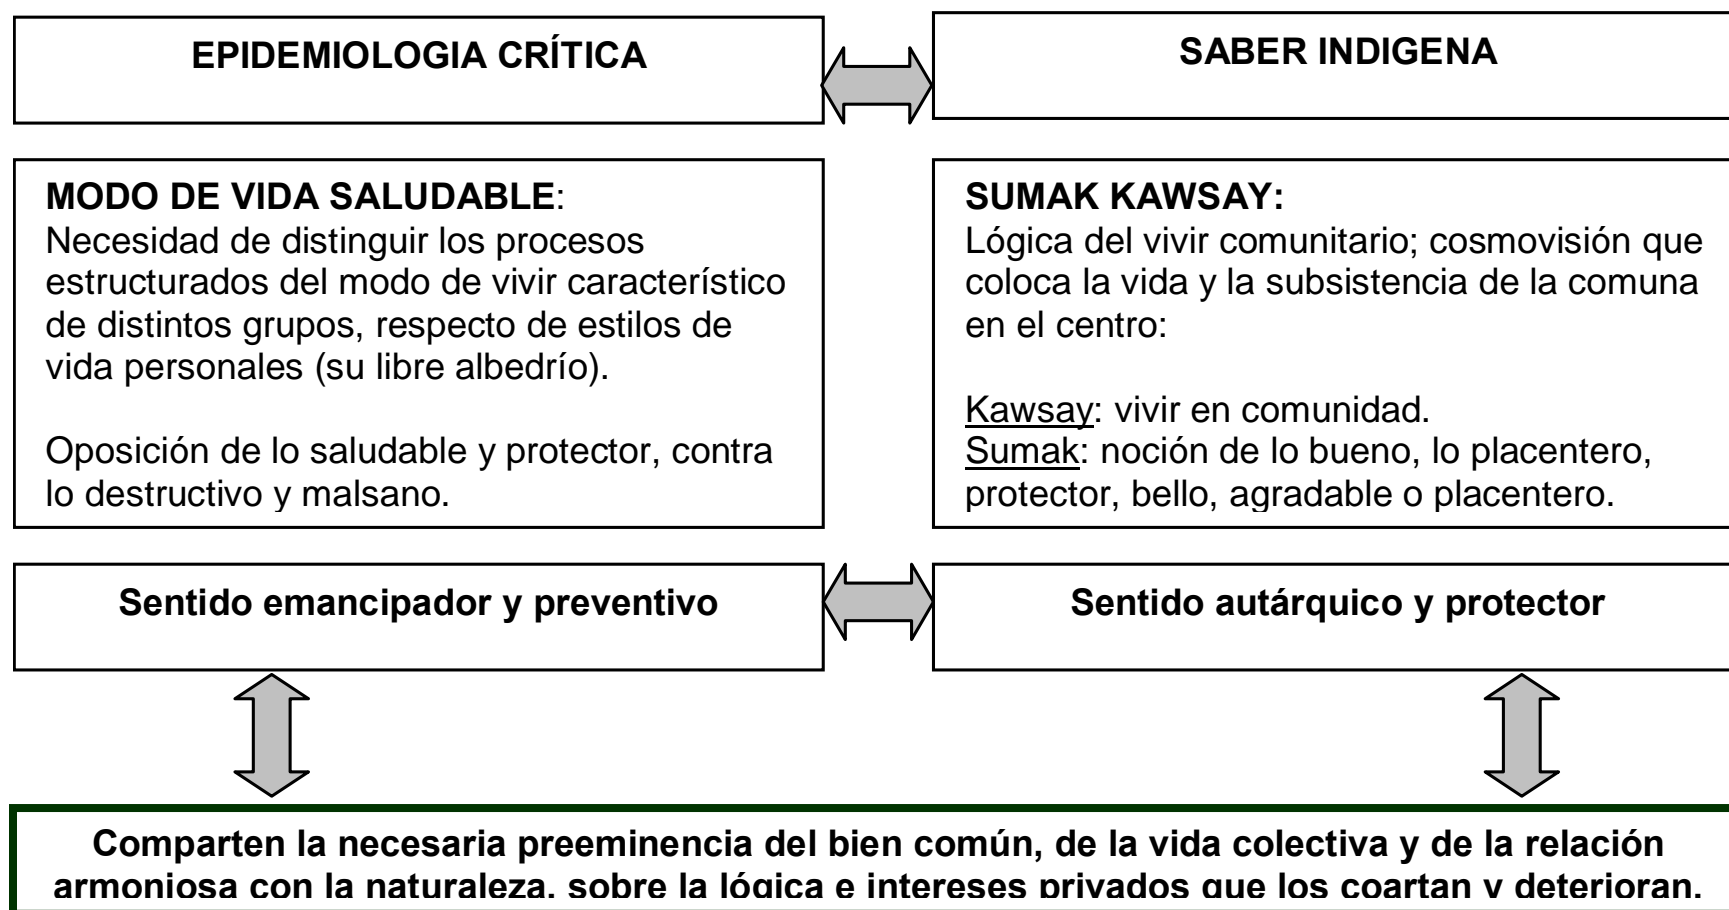 EPIDEMIOLOGIA CRÍTICA
SABER INDIGENA
MODO DE VIDA SALUDABLE:
Necesidad de distinguir los procesos
estructurados del modo de vivir característico
de distintos grupos, respecto de estilos de
vida personales (su libre albedrío).
Oposición de lo saludable y protector, contra
lo destructivo y malsano.
SUMAK KAWSAY:
Lógica del vivir comunitario; cosmovisión que
coloca la vida y la subsistencia de la comuna
en el centro:
Kawsay: vivir en comunidad.
Sumak: noción de lo bueno, lo placentero,
protector, bello, agradable o placentero.
Sentido emancipador y preventivo
Sentido autárquico y protector
Comparten la necesaria preeminencia del bien común, de la vida colectiva y de la relación
armoniosa con la naturaleza, sobre la lógica e intereses privados que los coartan y deterioran.